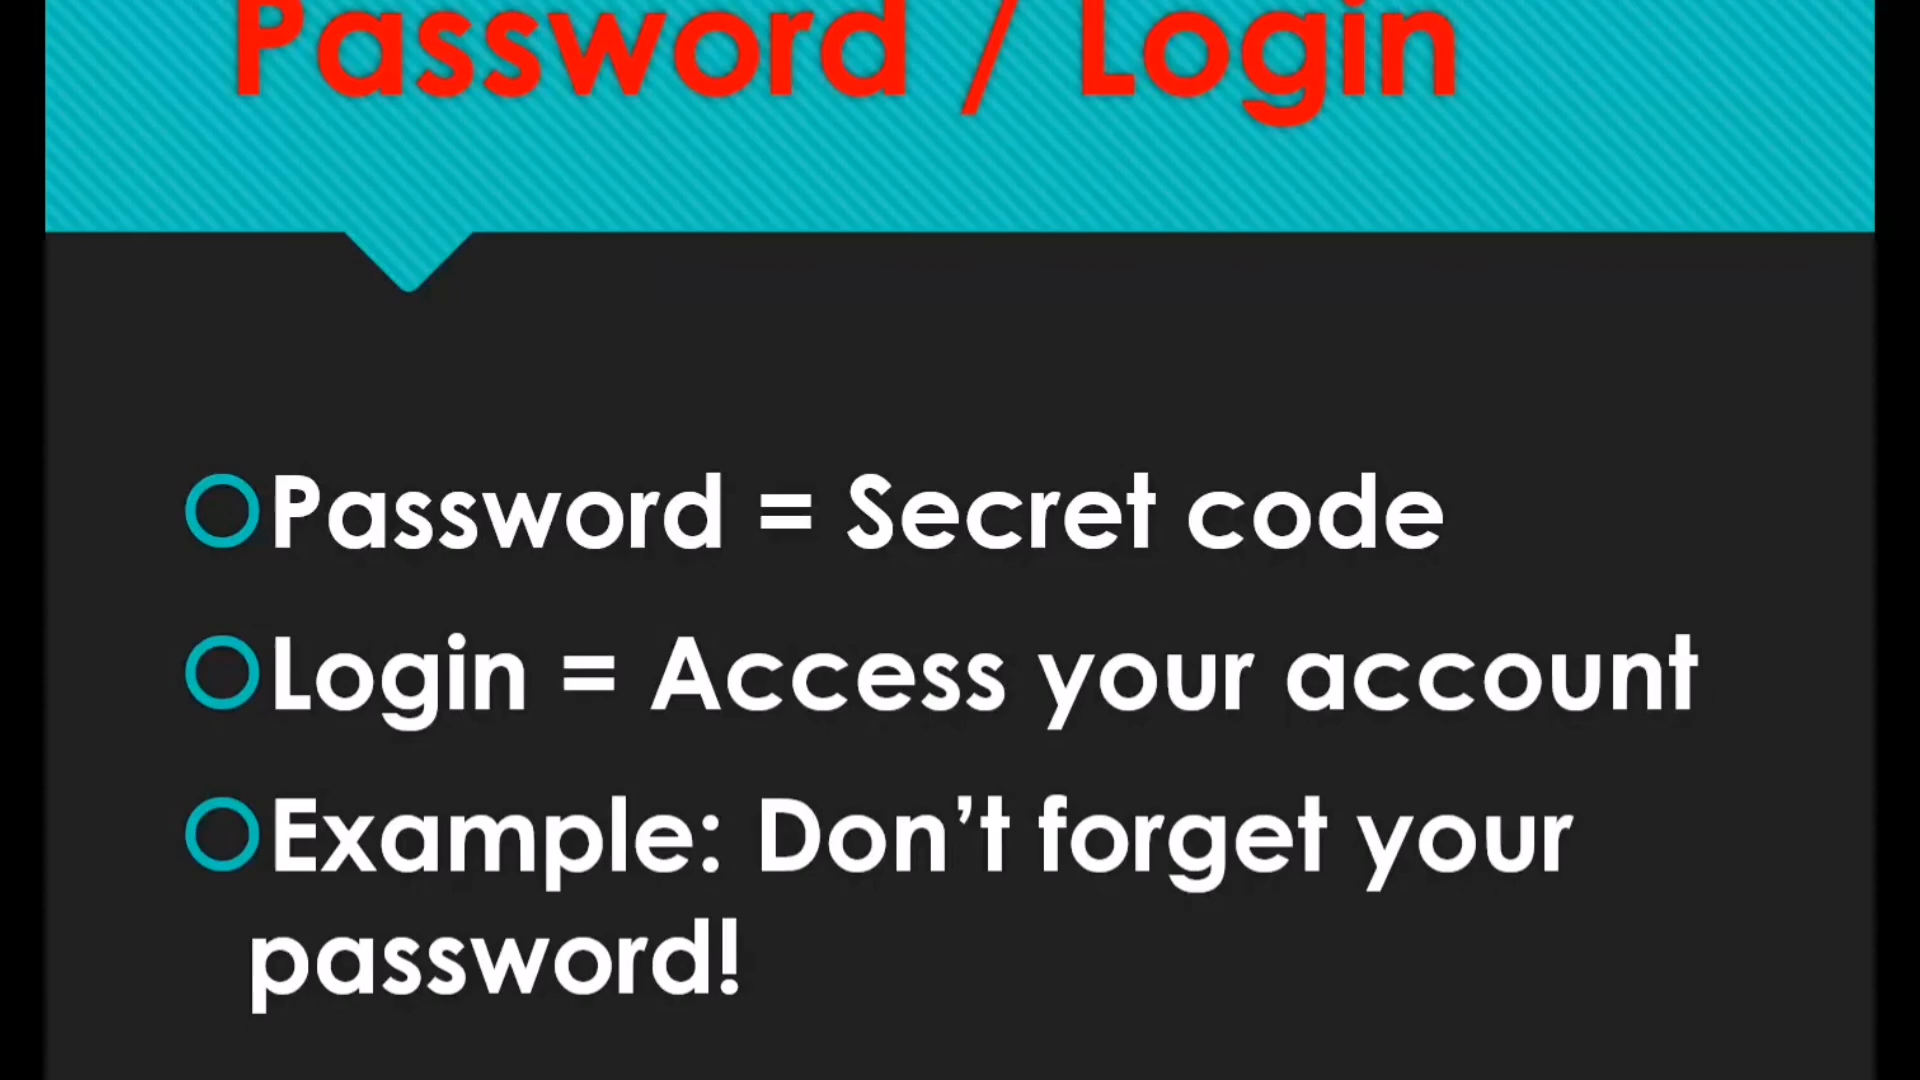 Password / Login
Password = Secret code
Login = Access your account
Example: Don’t forget your
password!